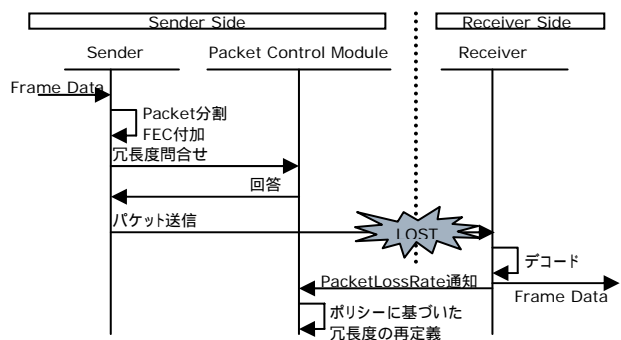 Sender Side
Receiver Side
Sender
Packet Control Module
Receiver
Frame Data
Packet分割
FEC付加
冗長度問合せ
回答
パケット送信
LOST
デコード
PacketLossRate通知
Frame Data
ポリシーに基づいた
冗長度の再定義